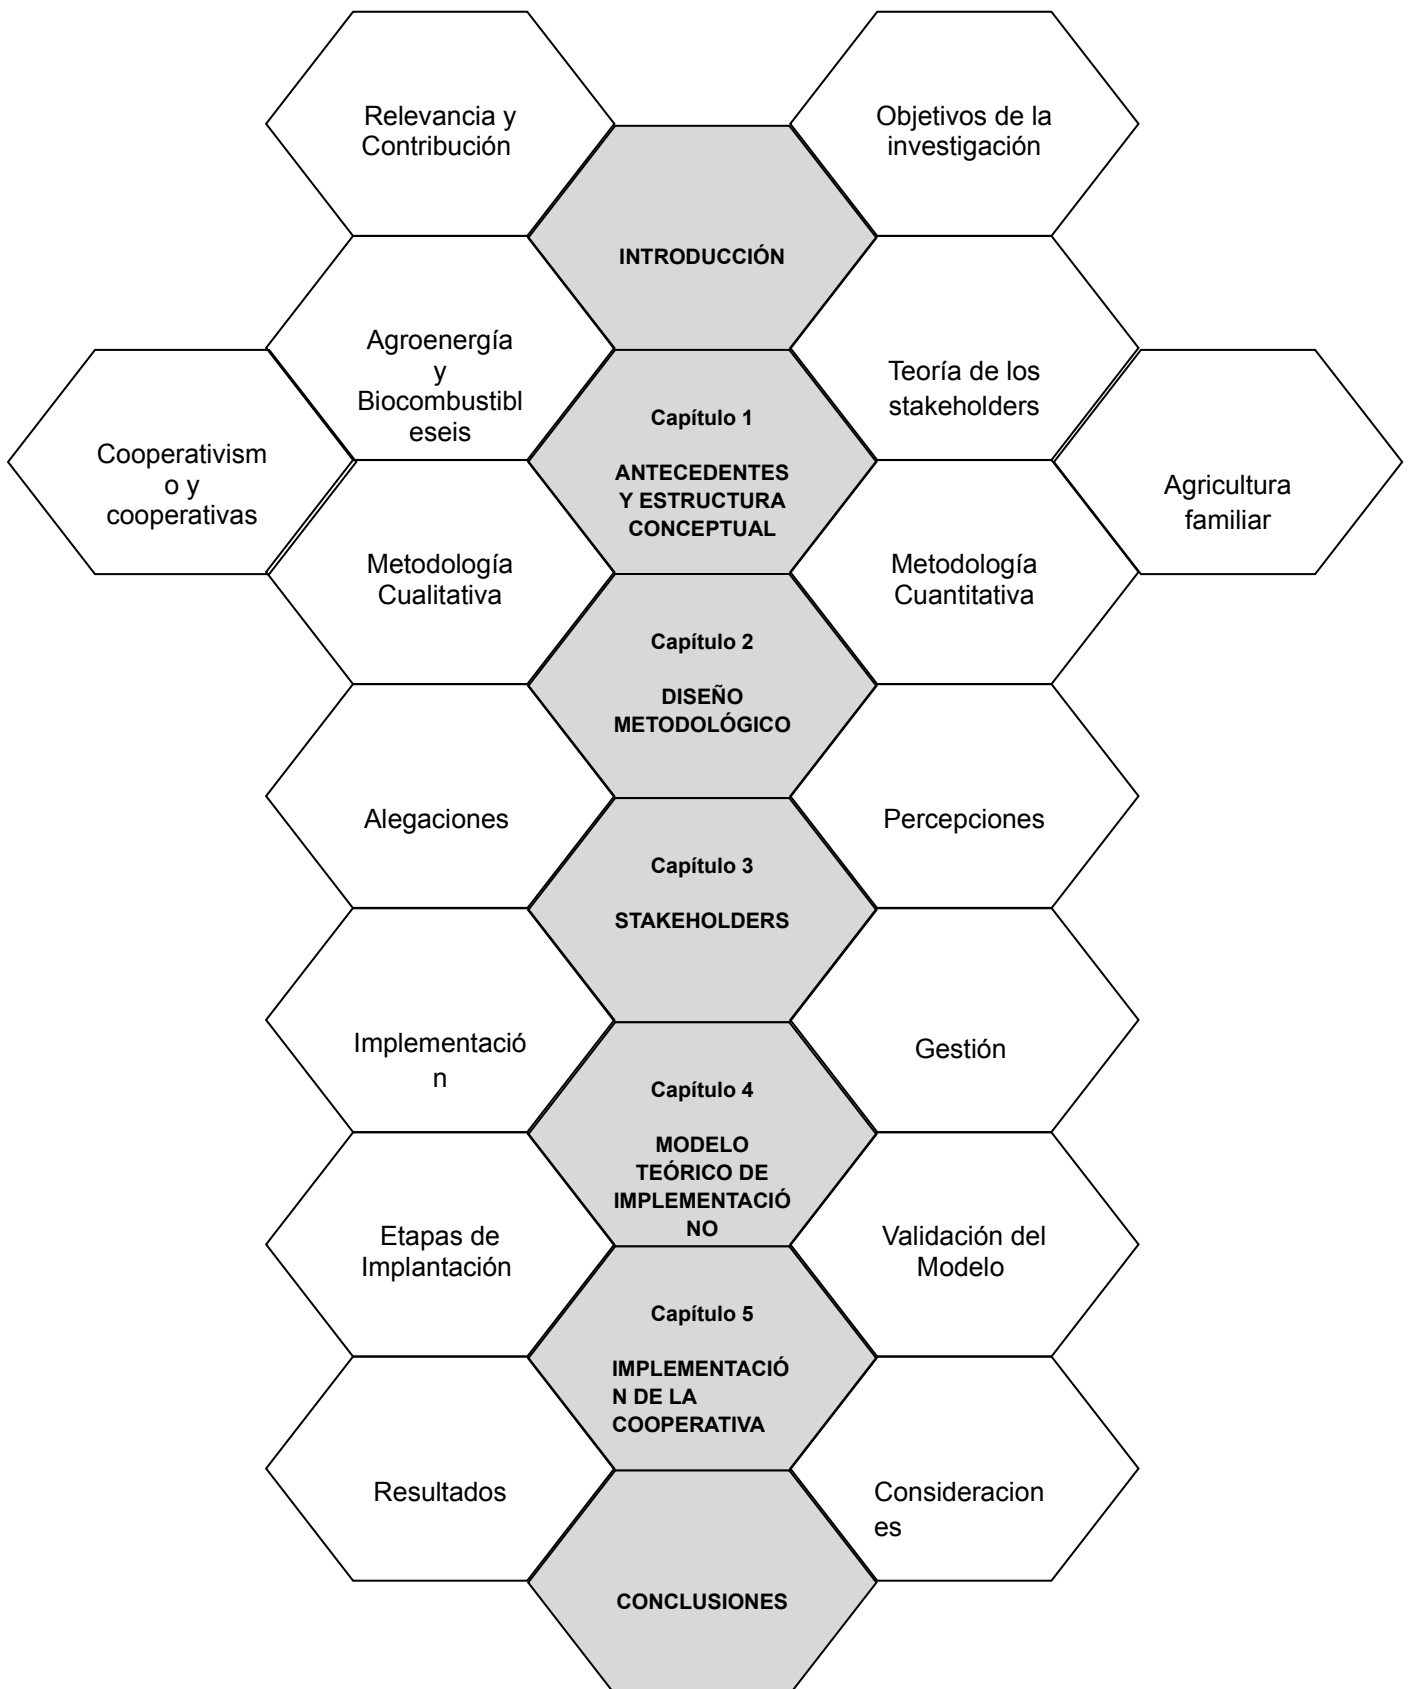 Relevancia y
Contribución
Objetivos de la
investigación
INTRODUCCIÓN
Agroenergía
y
Biocombustibl
eseis
Teoría de los
stakeholders
Cooperativism
o y
cooperativas
Capítulo 1
ANTECEDENTES
Y ESTRUCTURA
CONCEPTUAL
Agricultura
familiar
Metodología
Cualitativa
Metodología
Cuantitativa
Capítulo 2
DISEÑO
METODOLÓGICO
Alegaciones
Percepciones
Capítulo 3
STAKEHOLDERS
Implementació
n
Gestión
Capítulo 4
MODELO
TEÓRICO DE
IMPLEMENTACIÓ
NO
Etapas de
Implantación
Validación del
Modelo
Capítulo 5
IMPLEMENTACIÓ
N DE LA
COOPERATIVA
Resultados
Consideracion
es
CONCLUSIONES